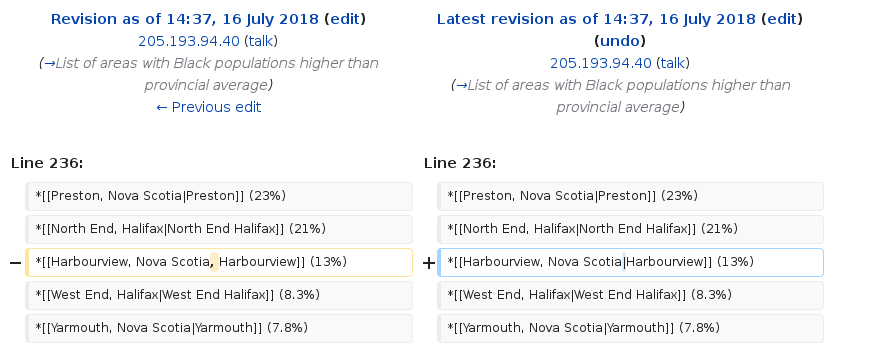 Revision as of 14:37, 16 July 2018 (edit)
205.193.94.40 (talk)
(→List of areas with Black populations higher than
provincial average)
← Previous edit
Latest revision as of 14:37, 16 July 2018 (edit)
(undo)
205.193.94.40 (talk)
(→List of areas with Black populations higher than
provincial average)
Line 236:
Line 236:
*[[Preston, Nova Scotia|Preston]] (23%)
*[[Preston, Nova Scotia|Preston]] (23%)
*[[North End, Halifax|North End Halifax]] (21%)
*[[North End, Halifax|North End Halifax]] (21%)
− *[[Harbourview, Nova Scotia, Harbourview]] (13%)
+ *[[Harbourview, Nova Scotia|Harbourview]] (13%)
*[[West End, Halifax|West End Halifax]] (8.3%)
*[[West End, Halifax|West End Halifax]] (8.3%)
*[[Yarmouth, Nova Scotia|Yarmouth]] (7.8%)
*[[Yarmouth, Nova Scotia|Yarmouth]] (7.8%)